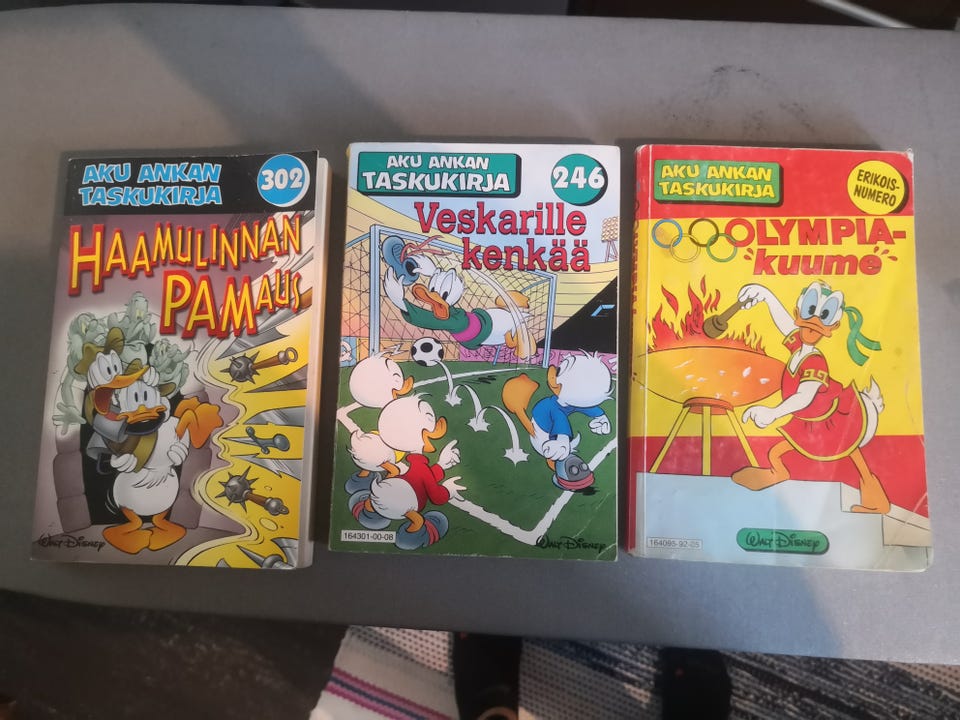 AKU ANKAN
TASKUKIRJA
302
HAAMULINNAN
PAMAUS
WALT DISNEY
AKU ANKAN
TASKUKIRJA
246
Veskarille
kenkää
164301-00-08
WALT DISNEY
AKU ANKAN
TASKUKIRJA
ERIKOIS-
NUMERO
OLYMPIA-
kuume
164095-92-05
WALT DISNEY